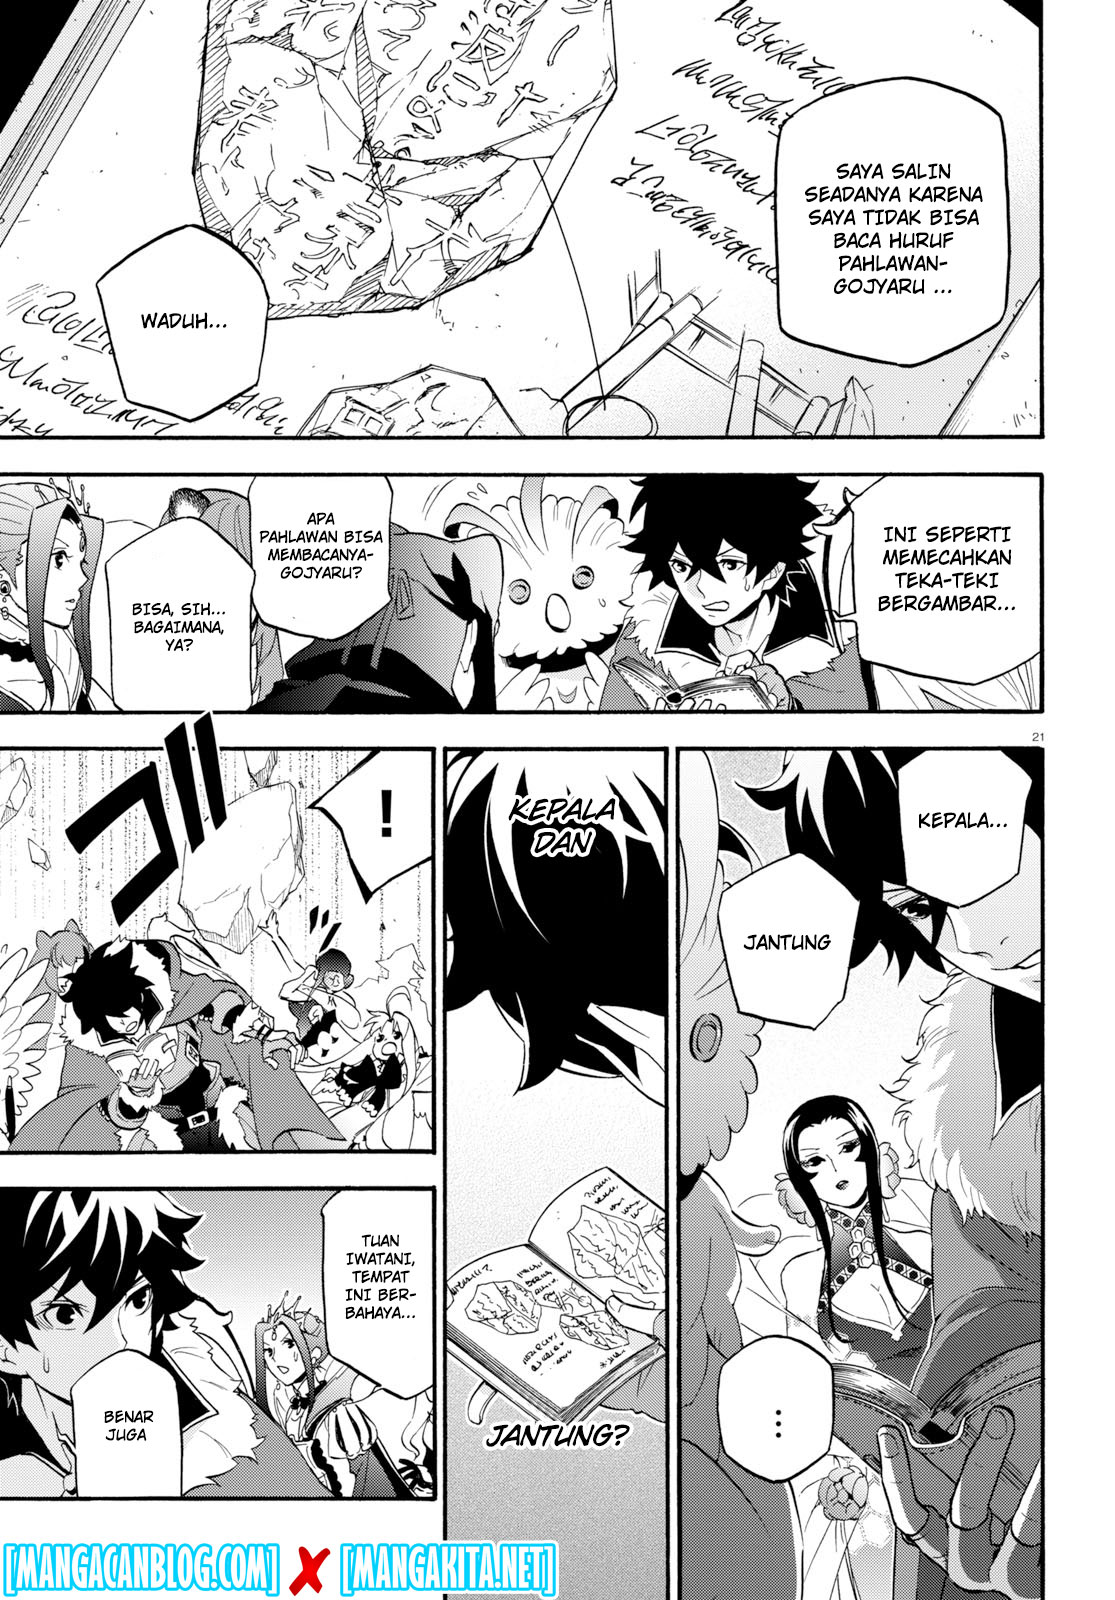 SAYA SALIN
SEADANYA KARENA
SAYA TIDAK BISA
BACA HURUF
PAHLAWAN-
GOJYARU ...
WADUH...
INI SEPERTI
MEMECAHKAN
TEKA-TEKI
BERGAMBAR...
APA
PAHLAWAN BISA
MEMBACANYA-
GOJYARU?
BISA, SIH...
BAGAIMANA,
YA?
21
KEPALA...
JANTUNG
KEPALA
DAN
JANTUNG?
...
!
ゴゴ
TUAN
IWATANI,
TEMPAT
INI BER-
BAHAYA...
BENAR
JUGA
[MANGACANBLOG.COM] X [MANGAKITA.NET]